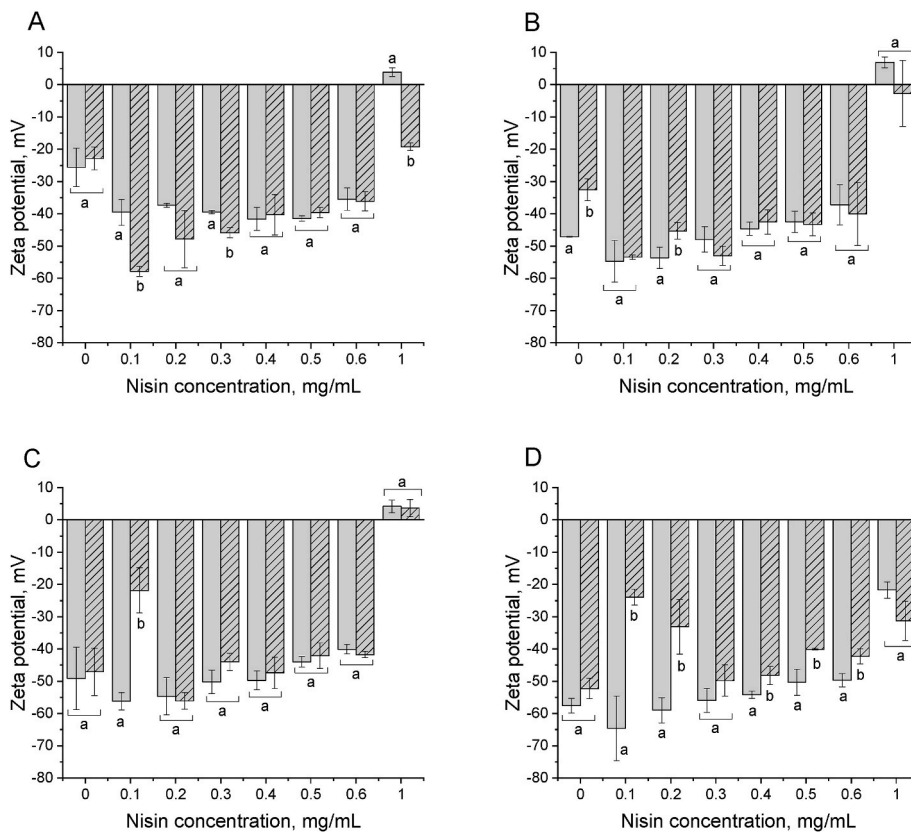 A
10
0
-10
-20
-30
-40
-50
-60
-70
-80
Zeta potential, mV
a
a
b
a
a
b
a
a
a
a
b
0 0.1 0.2 0.3 0.4 0.5 0.6 1
Nisin concentration, mg/mL
B
10
0
-10
-20
-30
-40
-50
-60
-70
-80
Zeta potential, mV
a
b
a
a
b
a
a
a
a
a
0 0.1 0.2 0.3 0.4 0.5 0.6 1
Nisin concentration, mg/mL
C
10
0
-10
-20
-30
-40
-50
-60
-70
-80
Zeta potential, mV
a
a
b
a
a
a
a
a
a
0 0.1 0.2 0.3 0.4 0.5 0.6 1
Nisin concentration, mg/mL
D
10
0
-10
-20
-30
-40
-50
-60
-70
-80
Zeta potential, mV
a
a
b
a
b
a
a
b
a
b
a
b
a
0 0.1 0.2 0.3 0.4 0.5 0.6 1
Nisin concentration, mg/mL